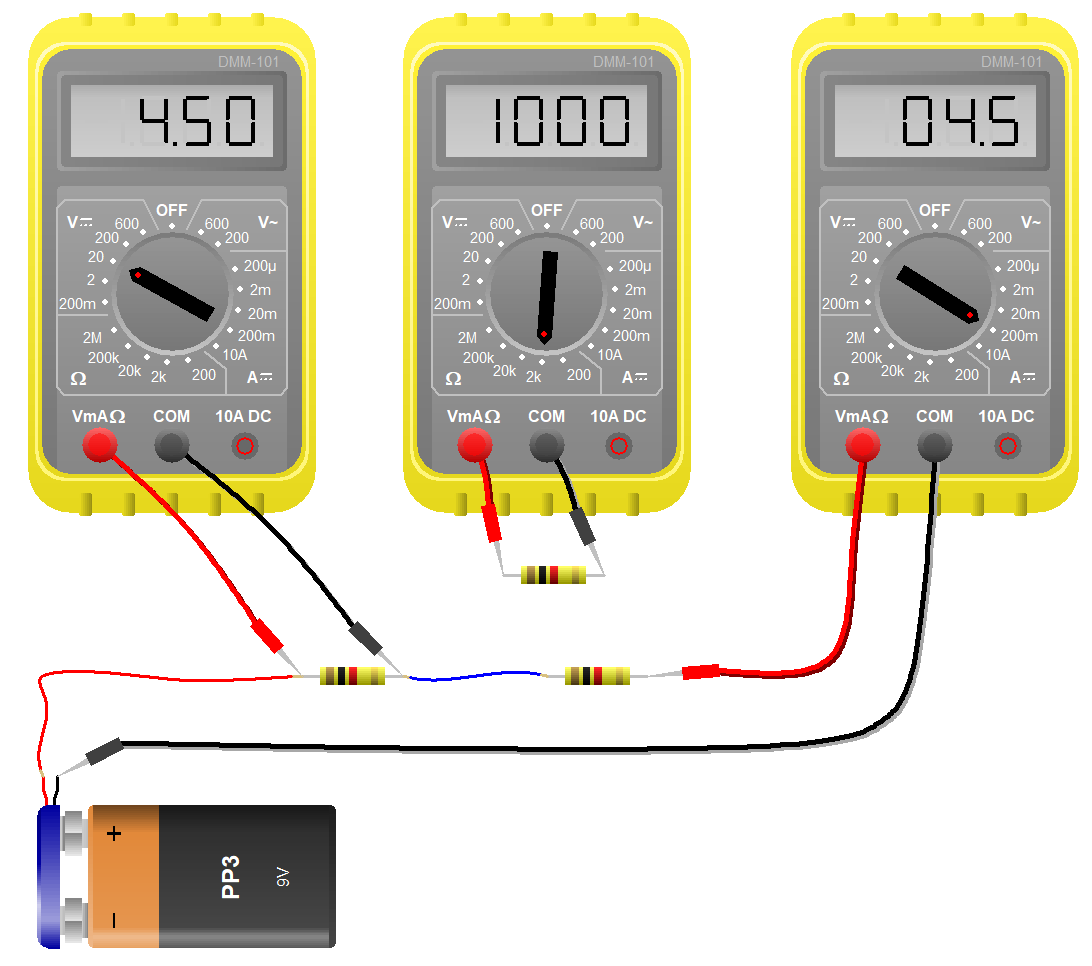 DMM-101
4.50
OFF
V⎓ 600 600 V~
200 200
20 200µ
2 2m
200m 20m
2M 200m
200k 10A
20k 2k 200
Ω A⎓
VmAΩ COM 10A DC
DMM-101
1000
OFF
V⎓ 600 600 V~
200 200
20 200µ
2 2m
200m 20m
2M 200m
200k 10A
20k 2k 200
Ω A⎓
VmAΩ COM 10A DC
DMM-101
04.5
OFF
V⎓ 600 600 V~
200 200
20 200µ
2 2m
200m 20m
2M 200m
200k 10A
20k 2k 200
Ω A⎓
VmAΩ COM 10A DC
+
PP3 9V
−